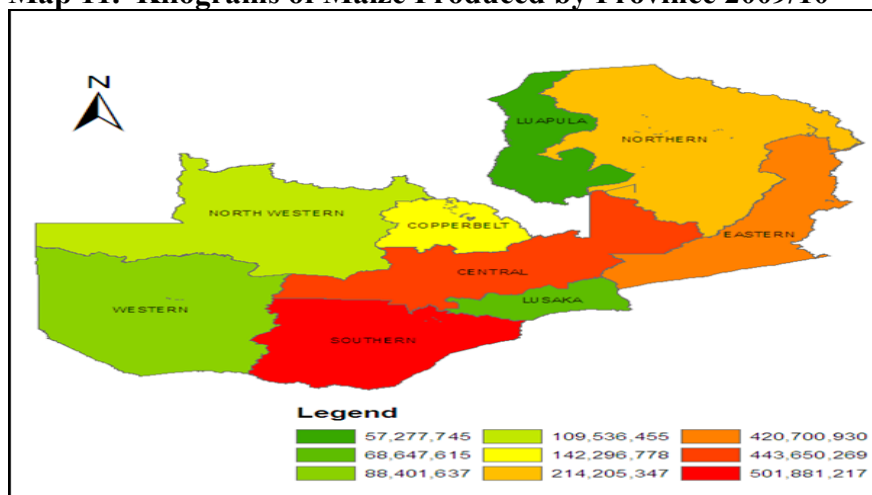 Map 11: Kilograms of Maize Produced by Province 2009/10
N
LUAPULA
NORTHERN
NORTH WESTERN
COPPERBELT
EASTERN
CENTRAL
LUSAKA
WESTERN
SOUTHERN
Legend
57,277,745 109,536,455 420,700,930
68,647,615 142,296,778 443,650,269
88,401,637 214,205,347 501,881,217